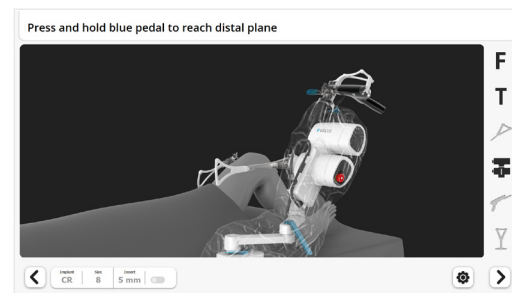 Press and hold blue pedal to reach distal plane
F
T
Implant Size Insert
CR 8 5 mm